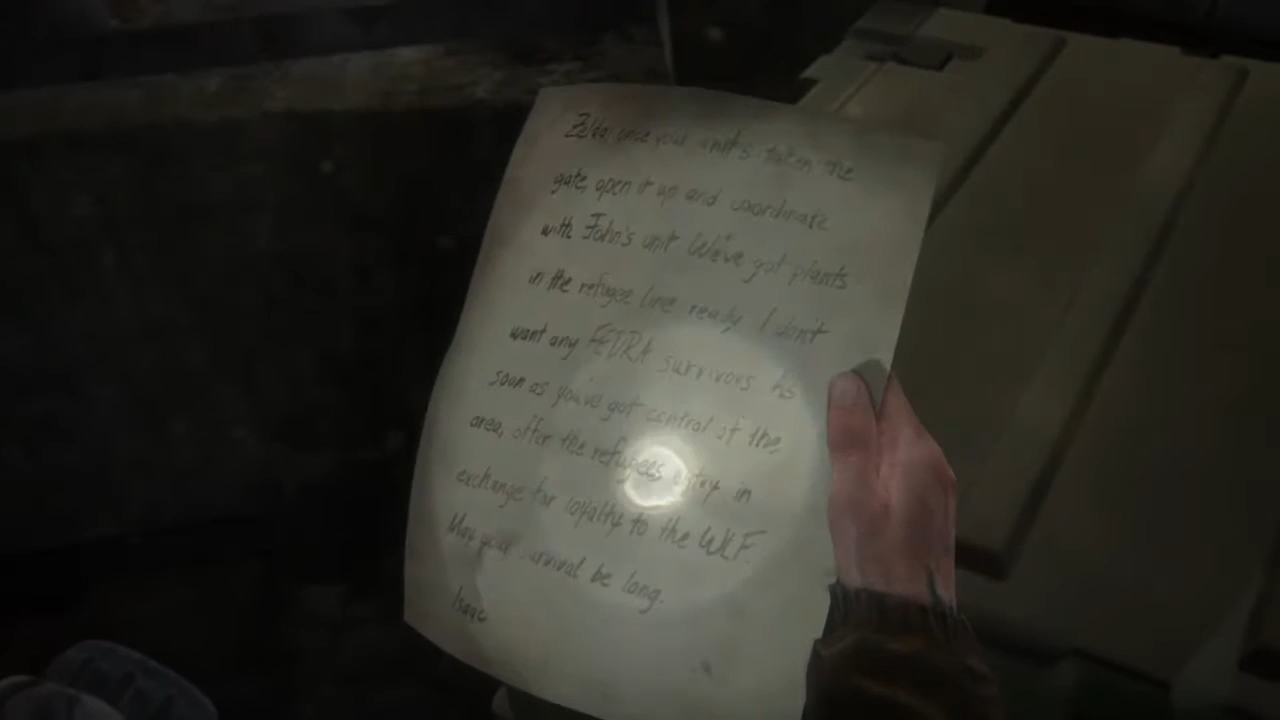 Zelda, once your unit's taken the
gate, open it up and coordinate
with John's unit. We've got plants
in the refugee line ready. I don't
want any FEDRA survivors. As
soon as you've got control of the
area, offer the refugees entry in
exchange for loyalty to the WLF.
May your survival be long.
Isaac